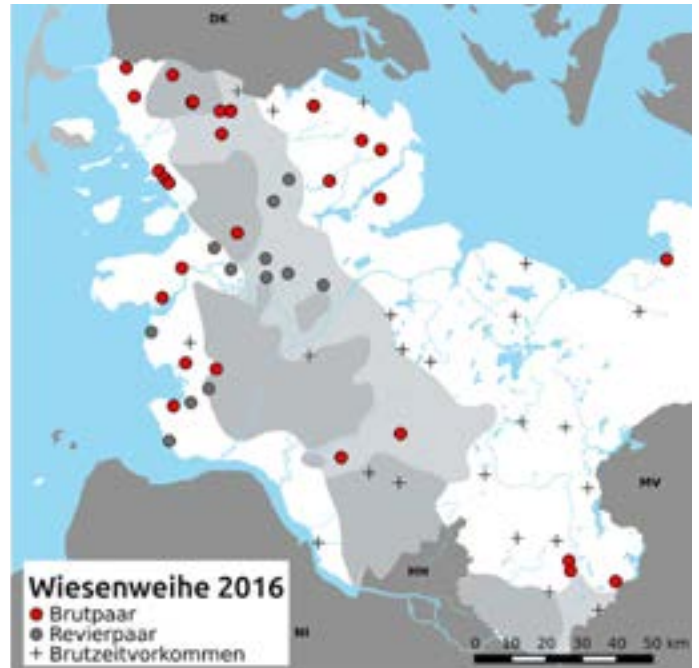 DK
MV
HH
NI
Wiesenweihe 2016
Brutpaar
Revierpaar
Brutzeitvorkommen
0 10 20 30 40 50 km